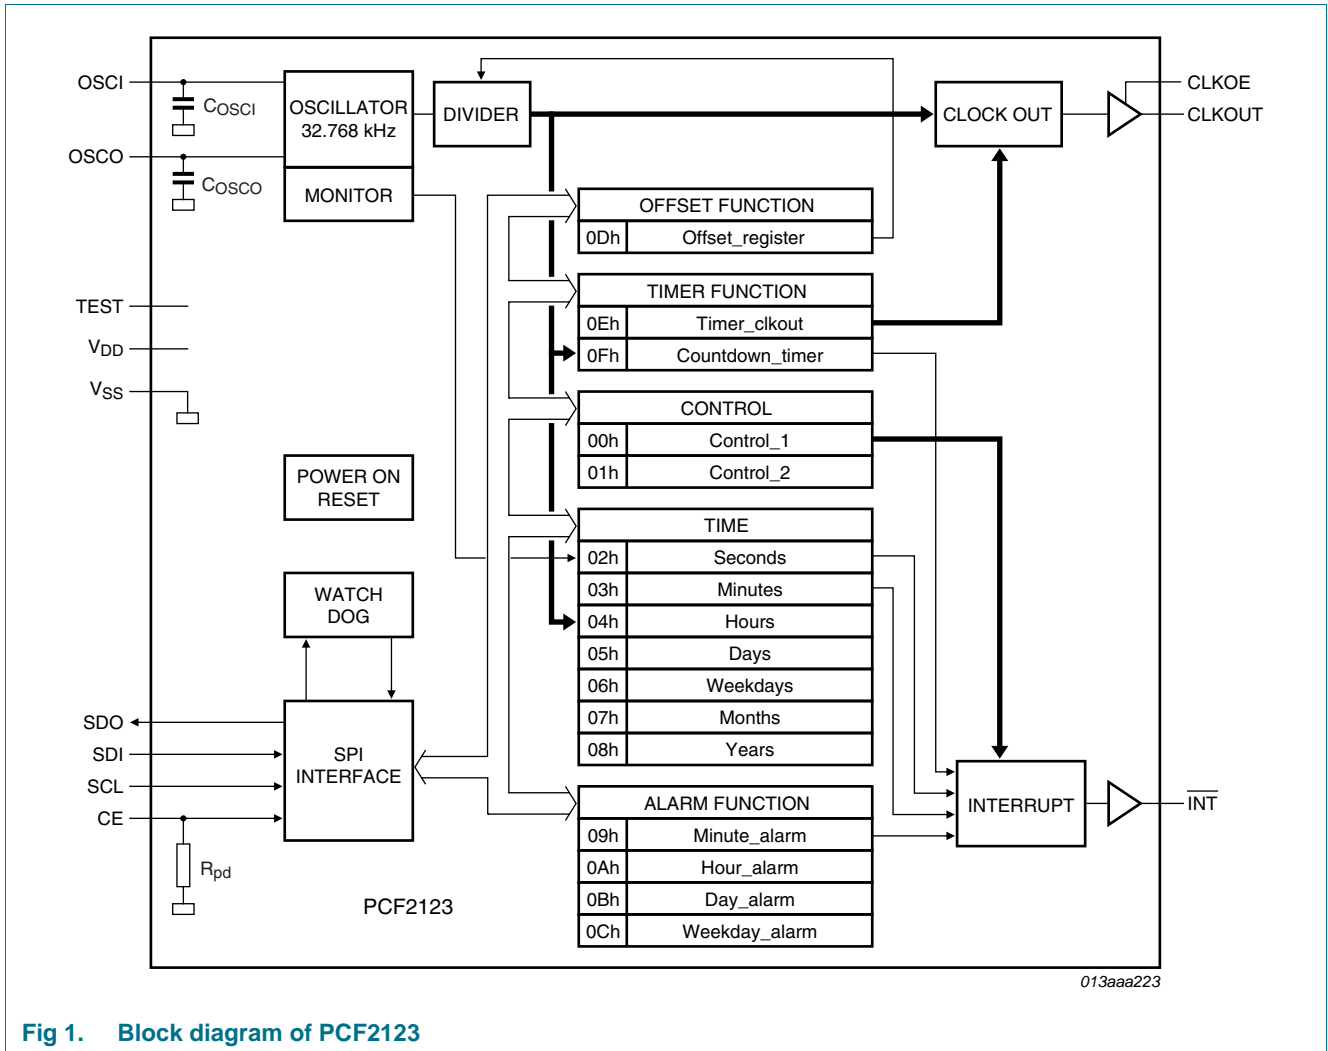 OSCI
COSCI
OSCO
COSCO
OSCILLATOR
32.768 kHz
MONITOR
DIVIDER
CLOCK OUT
CLKOE
CLKOUT
OFFSET FUNCTION
0Dh Offset_register
TIMER FUNCTION
0Eh Timer_clkout
0Fh Countdown_timer
TEST
VDD
VSS
CONTROL
00h Control_1
01h Control_2
POWER ON
RESET
TIME
02h Seconds
03h Minutes
04h Hours
05h Days
06h Weekdays
07h Months
08h Years
WATCH
DOG
SDO
SDI
SCL
CE
SPI
INTERFACE
Rpd
ALARM FUNCTION
09h Minute_alarm
0Ah Hour_alarm
0Bh Day_alarm
0Ch Weekday_alarm
INTERRUPT
INT
PCF2123
013aaa223
Fig 1. Block diagram of PCF2123